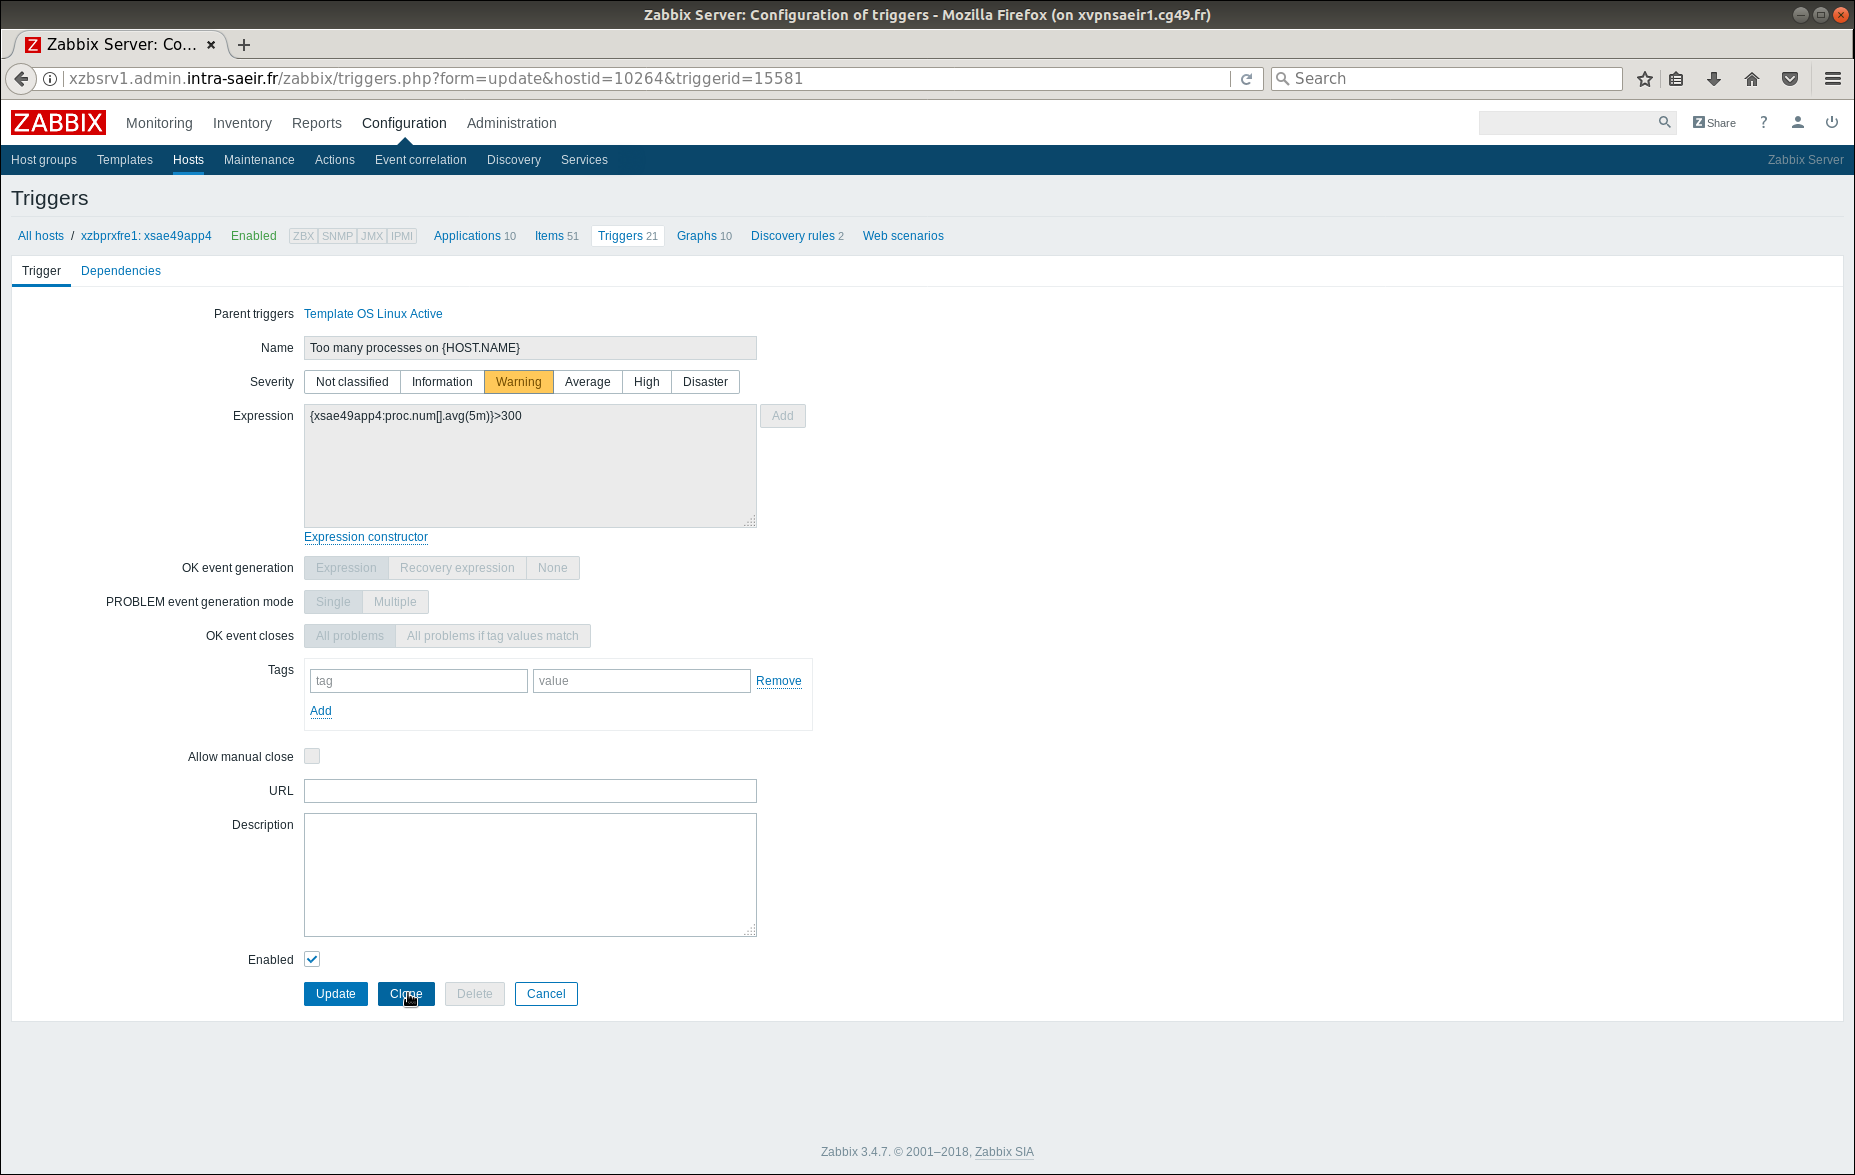 Zabbix Server: Configuration of triggers - Mozilla Firefox (on xvpnsaeir1.cg49.fr)
Zabbix Server: Co...
xzbsrv1.admin.intra-saeir.fr/zabbix/triggers.php?form=update&hostid=10264&triggerid=15581 Search
ZABBIX Monitoring Inventory Reports Configuration Administration Z Share ?
Host groups Templates Hosts Maintenance Actions Event correlation Discovery Services Zabbix Server
Triggers
All hosts / xzbprxfre1: xsae49app4 Enabled ZBX SNMP JMX IPMI Applications 10 Items 51 Triggers 21 Graphs 10 Discovery rules 2 Web scenarios
Trigger Dependencies
Parent triggers Template OS Linux Active
Name Too many processes on {HOST.NAME}
Severity Not classified Information Warning Average High Disaster
Expression {xsae49app4:proc.num[].avg(5m)}>300 Add
Expression constructor
OK event generation Expression Recovery expression None
PROBLEM event generation mode Single Multiple
OK event closes All problems All problems if tag values match
Tags tag value Remove
Add
Allow manual close
URL
Description
Enabled
Update Clone Delete Cancel
Zabbix 3.4.7. © 2001–2018, Zabbix SIA